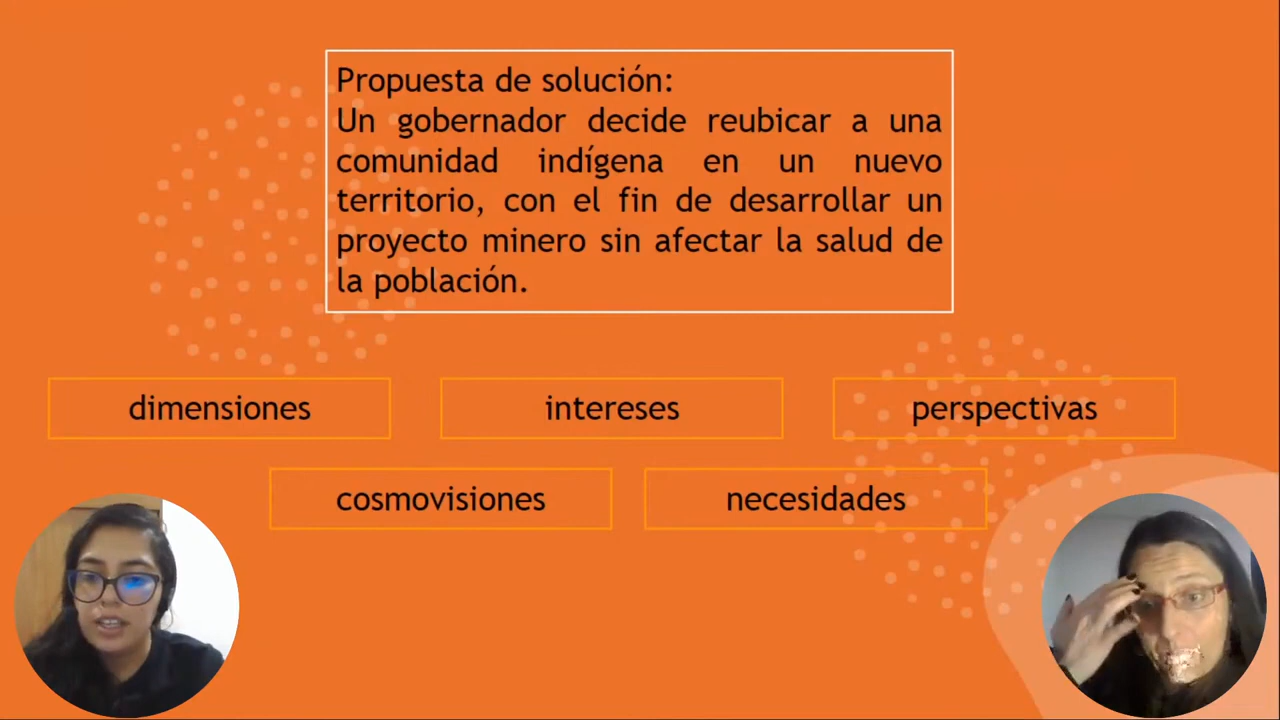 Propuesta de solución:
Un gobernador decide reubicar a una
comunidad indígena en un nuevo
territorio, con el fin de desarrollar un
proyecto minero sin afectar la salud de
la población.
dimensiones
intereses
perspectivas
cosmovisiones
necesidades